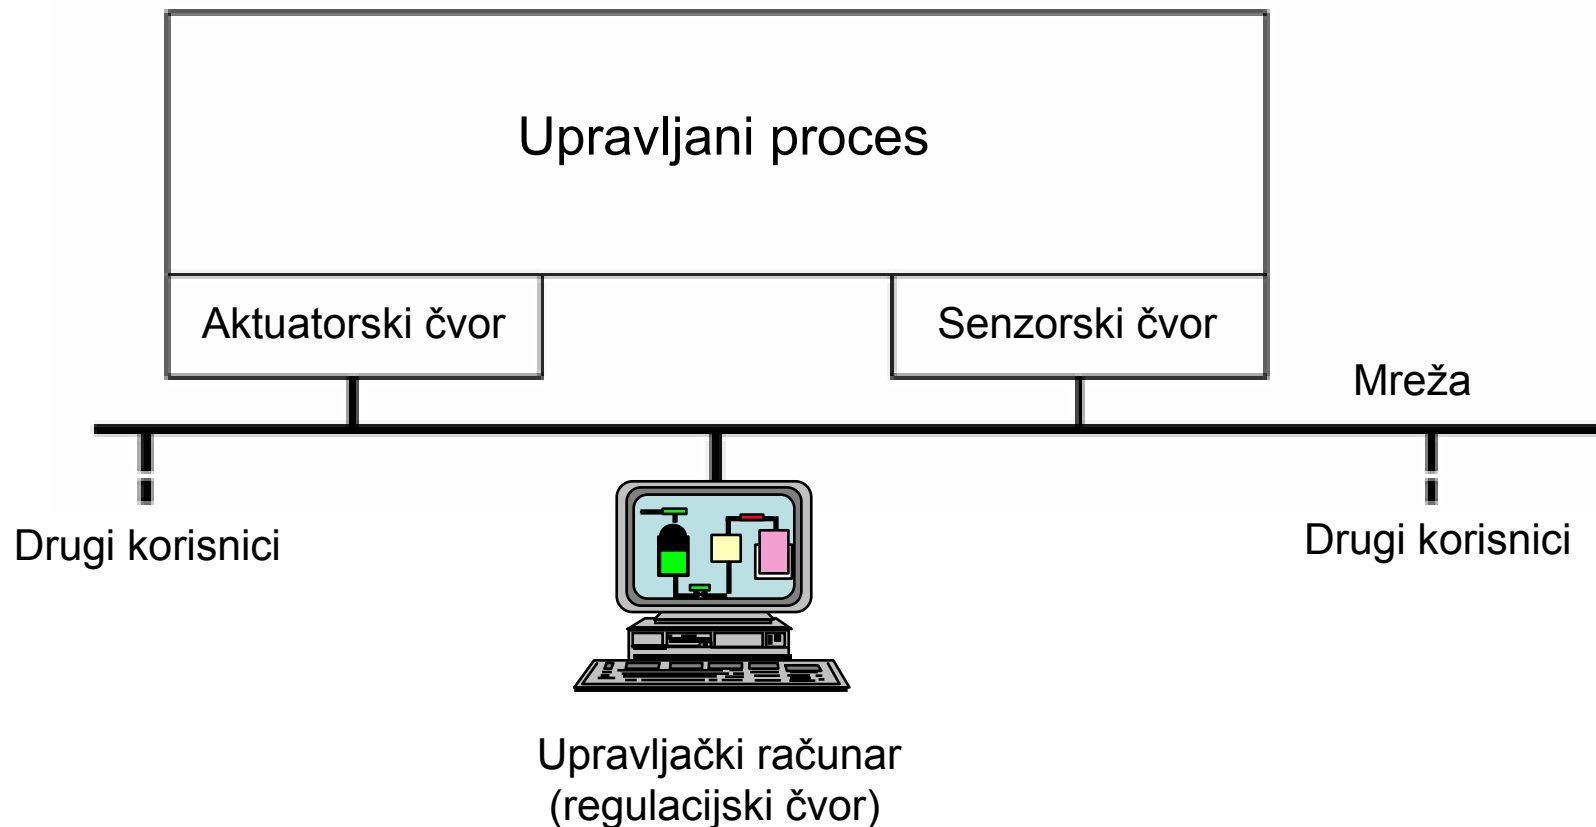 Upravljani proces
Aktuatorski čvor
Senzorski čvor
Mreža
Drugi korisnici
Drugi korisnici
Upravljački računar
(regulacijski čvor)